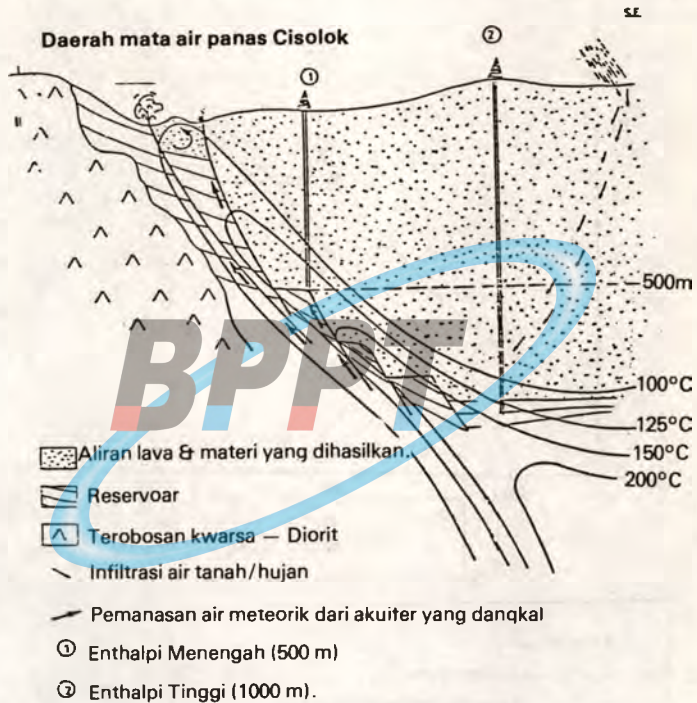 S.E.
Daerah mata air panas Cisolok
① ②
500m
BPPT
100°C
125°C
150°C
200°C
Aliran lava & materi yang dihasilkan.
Reservoar
Terobosan kwarsa — Diorit
Infiltrasi air tanah/hujan
Pemanasan air meteorik dari akuiter yang danqkal
① Enthalpi Menengah (500 m)
② Enthalpi Tinggi (1000 m).